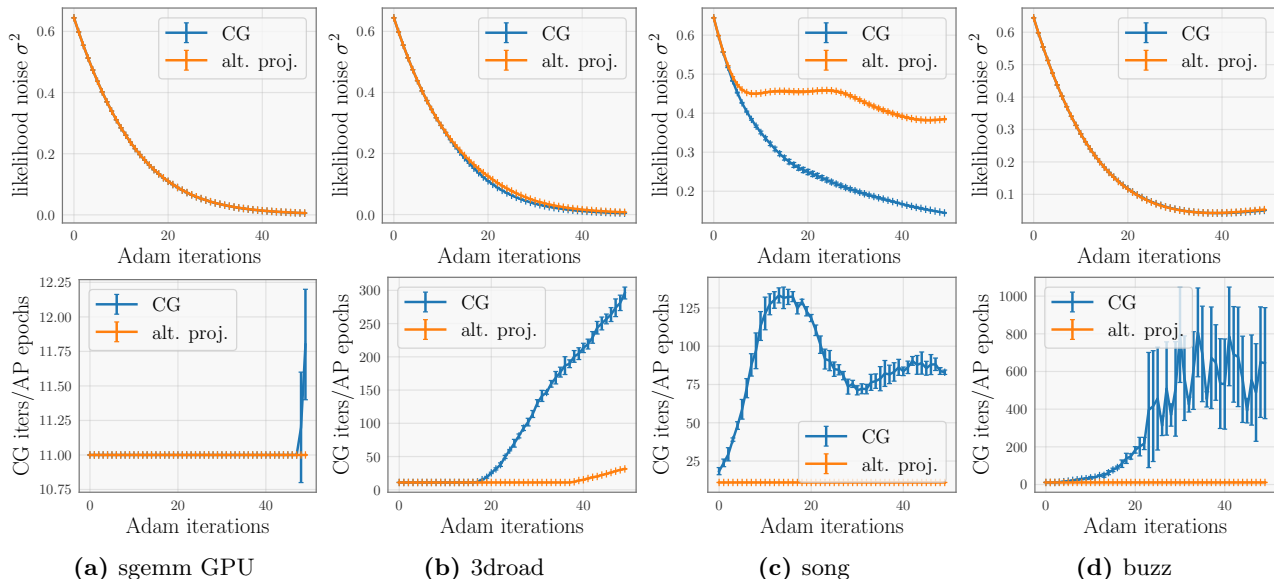 CG
alt. proj.
likelihood noise σ²
0.6
0.4
0.2
0.0
0
20
40
Adam iterations
CG
alt. proj.
likelihood noise σ²
0.6
0.4
0.2
0.0
0
20
40
Adam iterations
CG
alt. proj.
likelihood noise σ²
0.6
0.5
0.4
0.3
0.2
0
20
40
Adam iterations
CG
alt. proj.
likelihood noise σ²
0.6
0.5
0.4
0.3
0.2
0.1
0
20
40
Adam iterations
CG
alt. proj.
CG iters/AP epochs
12.25
12.00
11.75
11.50
11.25
11.00
10.75
0
20
40
Adam iterations
(a) sgemm GPU
CG
alt. proj.
CG iters/AP epochs
300
250
200
150
100
50
0
0
20
40
Adam iterations
(b) 3droad
CG
alt. proj.
CG iters/AP epochs
125
100
75
50
25
0
20
40
Adam iterations
(c) song
CG
alt. proj.
CG iters/AP epochs
1000
800
600
400
200
0
0
20
40
Adam iterations
(d) buzz